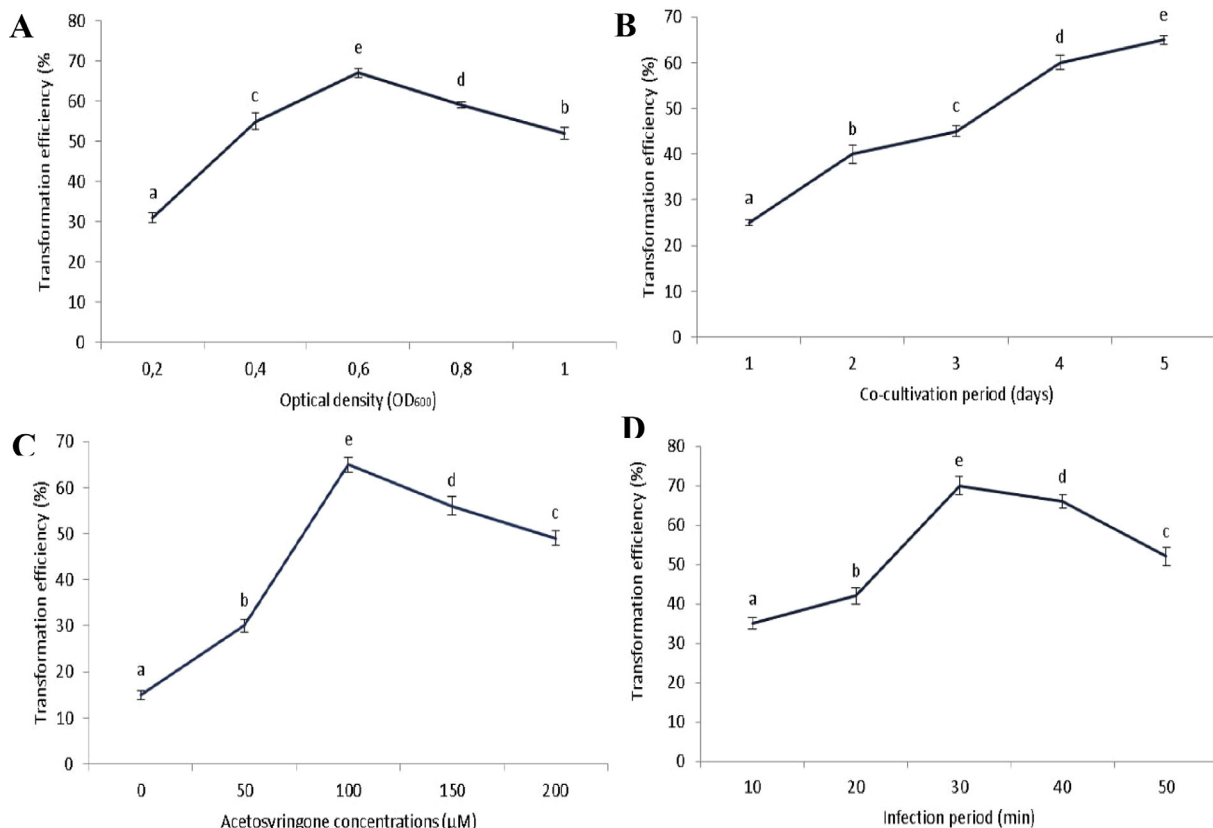 A
Transformation efficiency (%
80
70
60
50
40
30
20
10
0
a
c
e
d
b
0,2 0,4 0,6 0,8 1
Optical density (OD₆₀₀)
B
Transformation efficiency (%)
70
60
50
40
30
20
10
0
a
b
c
d
e
1 2 3 4 5
Co-cultivation period (days)
C
Transformation efficiency (%)
70
60
50
40
30
20
10
0
a
b
e
d
c
0 50 100 150 200
Acetosyringone concentrations (µM)
D
Transformation efficiency (%)
80
70
60
50
40
30
20
10
0
a
b
e
d
c
10 20 30 40 50
Infection period (min)